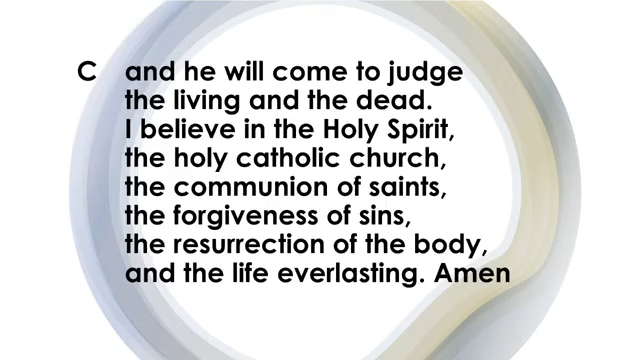 C and he will come to judge
the living and the dead.
I believe in the Holy Spirit,
the holy catholic church,
the communion of saints,
the forgiveness of sins,
the resurrection of the body,
and the life everlasting. Amen